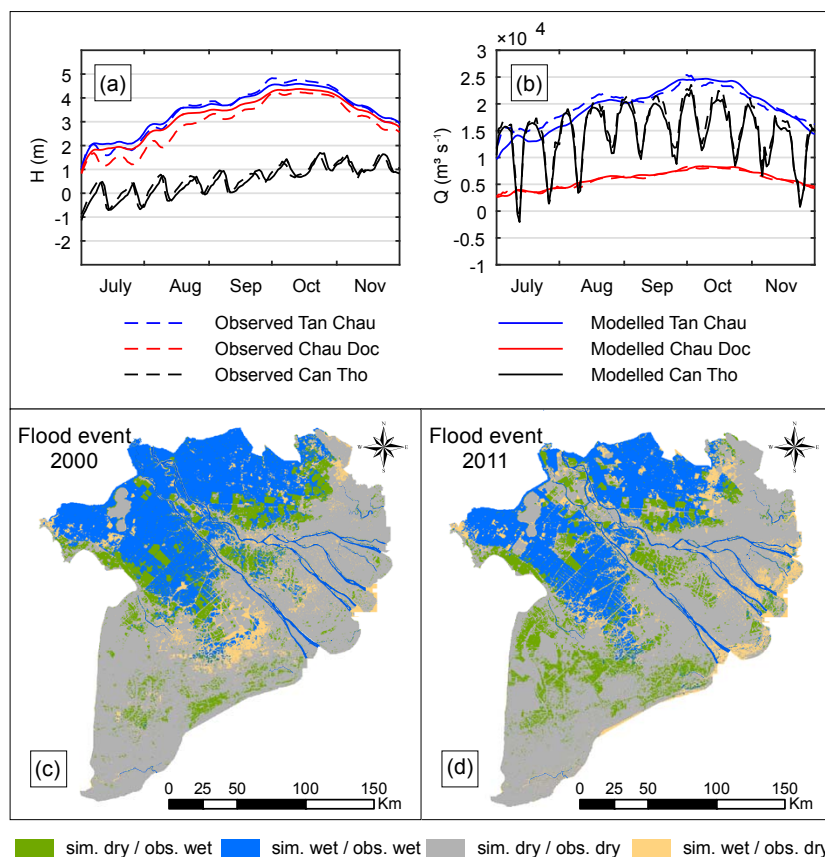 ×10 4
5
4
3
2
1
0
-1
-2
H (m)
(a)
July Aug Sep Oct Nov
3
2.5
2
1.5
1
0.5
0
-0.5
-1
Q (m³ s⁻¹)
(b)
July Aug Sep Oct Nov
Observed Tan Chau
Observed Chau Doc
Observed Can Tho
Modelled Tan Chau
Modelled Chau Doc
Modelled Can Tho
Flood event
2000
N
W E
S
(c)
0 25 50 100 150
Km
Flood event
2011
N
W E
S
(d)
0 25 50 100 150
Km
sim. dry / obs. wet sim. wet / obs. wet sim. dry / obs. dry sim. wet / obs. dry